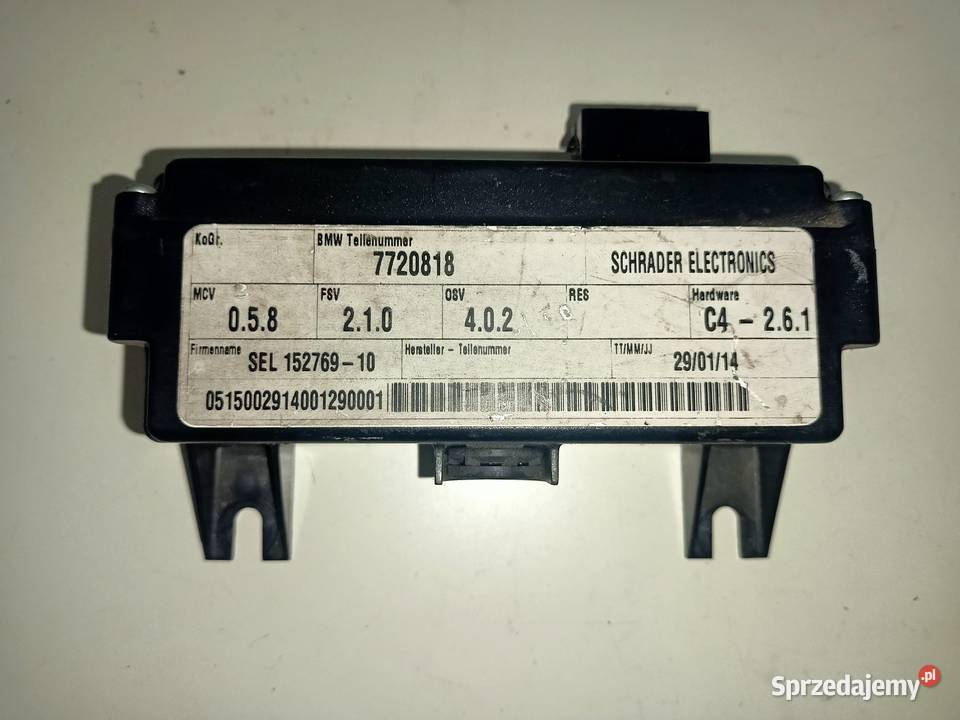 KoGr. BMW Teilenummer
7720818 SCHRADER ELECTRONICS
MCV FSV OSV RES Hardware
0.5.8 2.1.0 4.0.2 C4 - 2.6.1
Firmenname Hersteller - Teilenummer TT/MM/JJ
SEL 152769-10 29/01/14
0515002914001290001
Sprzedajemy.pl